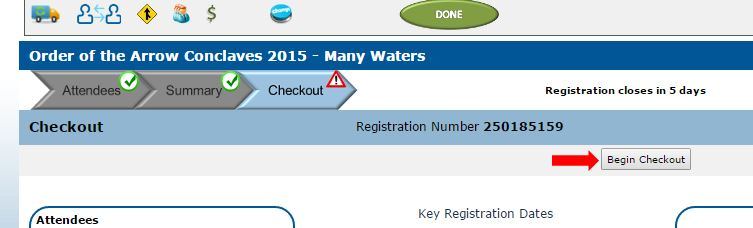 $
DONE
Order of the Arrow Conclaves 2015 - Many Waters
Attendees Summary Checkout
Registration closes in 5 days
Checkout Registration Number 250185159
Begin Checkout
Key Registration Dates
Attendees